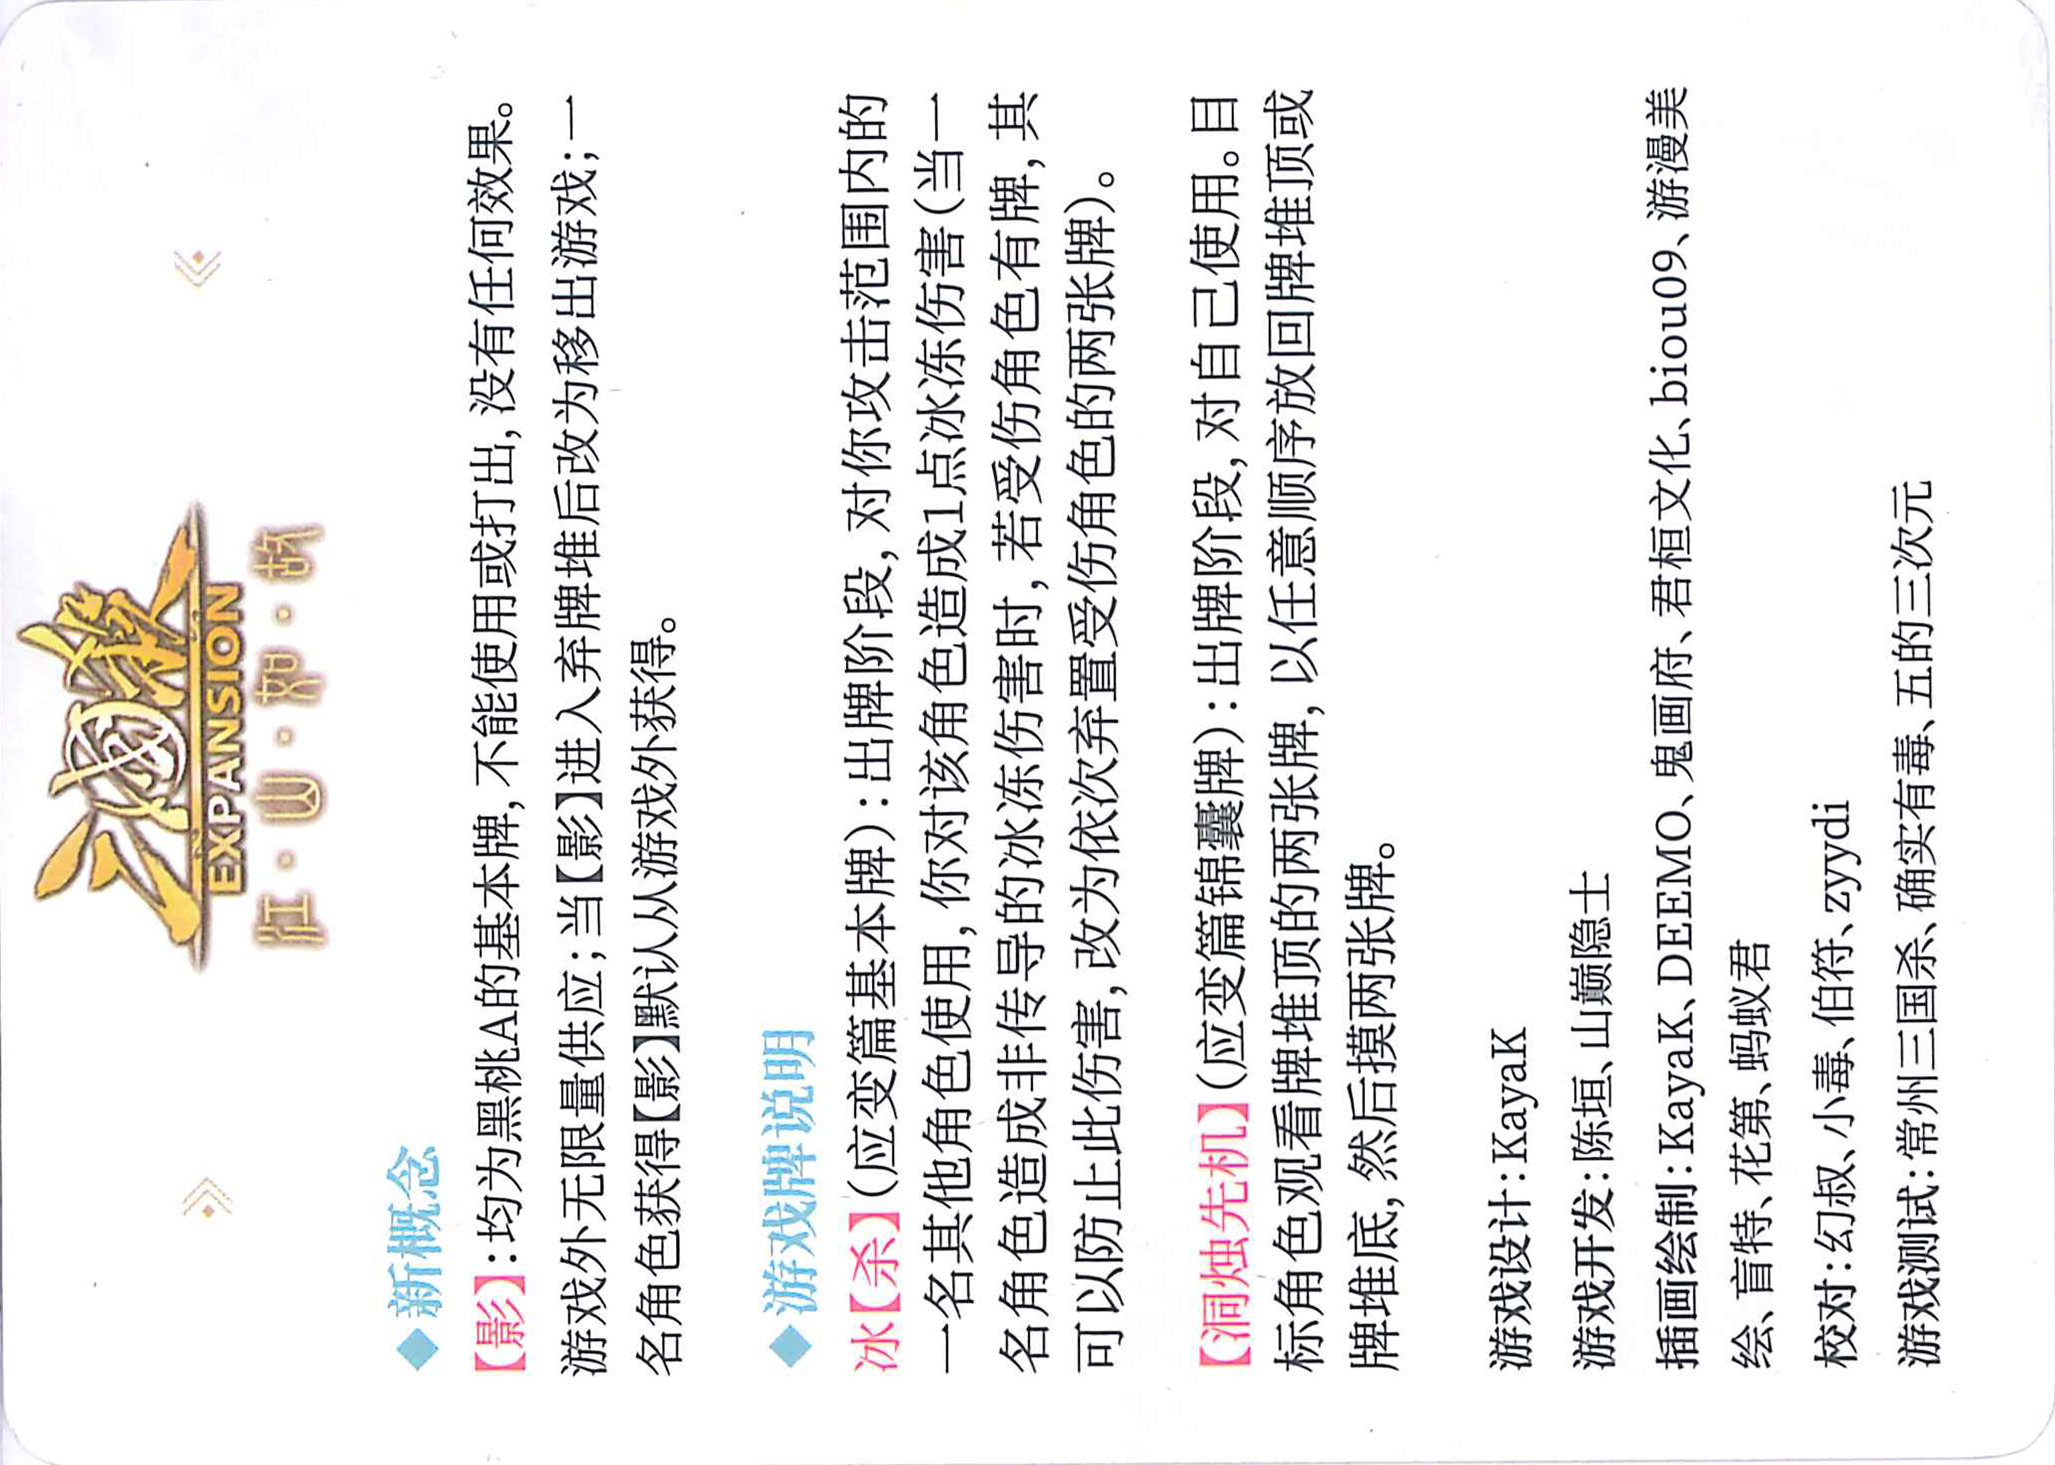 三國殺
EXPANSION
江·山·如·故
◆新概念
【影】:均为黑桃A的基本牌,不能使用或打出,没有任何效果。
游戏外无限量供应;当【影】进入弃牌堆后改为移出游戏;一
名角色获得【影】默认从游戏外获得。
◆游戏牌说明
冰【杀】(应变篇基本牌):出牌阶段,对你攻击范围内的
一名其他角色使用,你对该角色造成1点冰冻伤害(当一
名角色造成非传导的冰冻伤害时,若受伤角色有牌,其
可以防止此伤害,改为依次弃置受伤角色的两张牌)。
【洞烛先机】(应变篇锦囊牌):出牌阶段,对自己使用。目
标角色观看牌堆顶的两张牌,以任意顺序放回牌堆顶或
牌堆底,然后摸两张牌。
游戏设计:KayaK
游戏开发:陈垣、山巅隐士
插画绘制:KayaK、DEEMO、鬼画府、君桓文化、biou09、游漫美
绘、盲特、花第、蚂蚁君
校对:幻叔、小毒、伯符、zyydi
游戏测试:常州三国杀、确实有毒、五的三次元